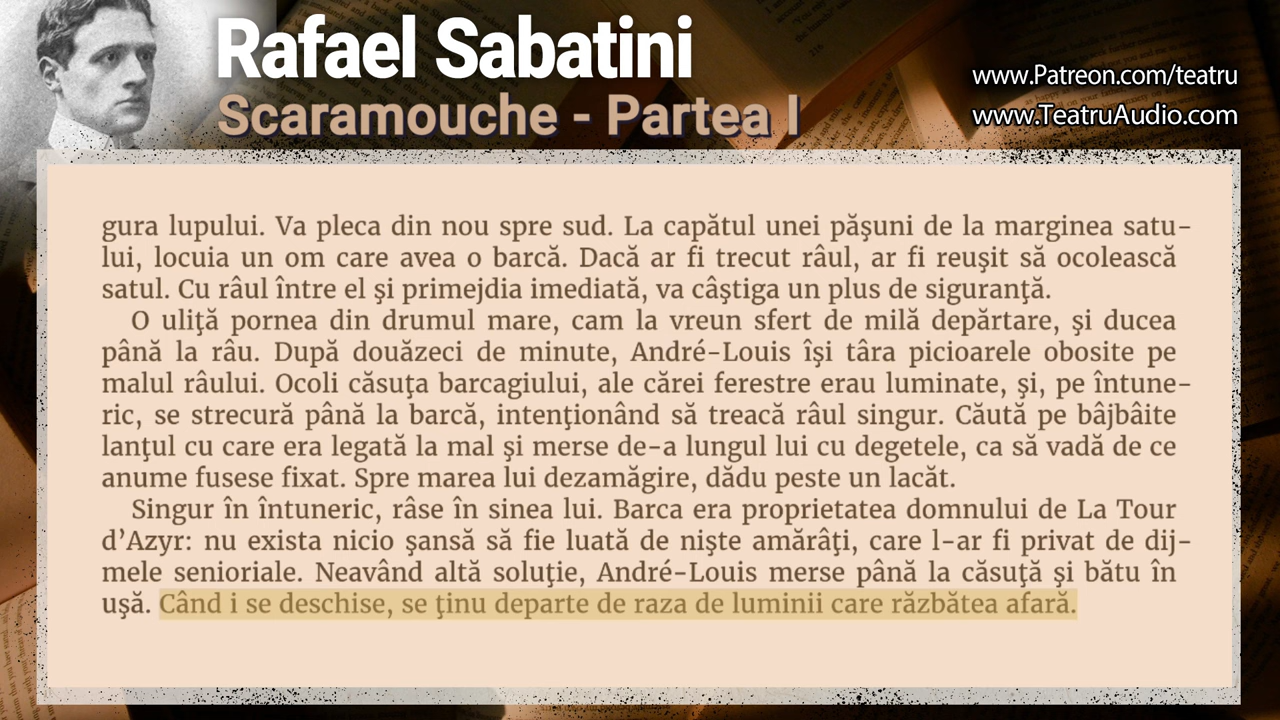 Rafael Sabatini
Scaramouche - Partea I
www.Patreon.com/teatru
www.TeatruAudio.com
gura lupului. Va pleca din nou spre sud. La capătul unei păşuni de la marginea satu-
lui, locuia un om care avea o barcă. Dacă ar fi trecut râul, ar fi reuşit să ocolească
satul. Cu râul între el şi primejdia imediată, va câştiga un plus de siguranţă.
O uliţă pornea din drumul mare, cam la vreun sfert de milă depărtare, şi ducea
până la râu. După douăzeci de minute, André-Louis îşi târa picioarele obosite pe
malul râului. Ocoli căsuţa barcagiului, ale cărei ferestre erau luminate, şi, pe întune-
ric, se strecură până la barcă, intenţionând să treacă râul singur. Căută pe bâjbâite
lanţul cu care era legată la mal şi merse de-a lungul lui cu degetele, ca să vadă de ce
anume fusese fixat. Spre marea lui dezamăgire, dădu peste un lacăt.
Singur în întuneric, râse în sinea lui. Barca era proprietatea domnului de La Tour
d’Azyr: nu exista nicio şansă să fie luată de nişte amărâţi, care l-ar fi privat de dij-
mele senioriale. Neavând altă soluţie, André-Louis merse până la căsuţă şi bătu în
uşă. Când i se deschise, se ţinu departe de raza de luminii care răzbătea afară.